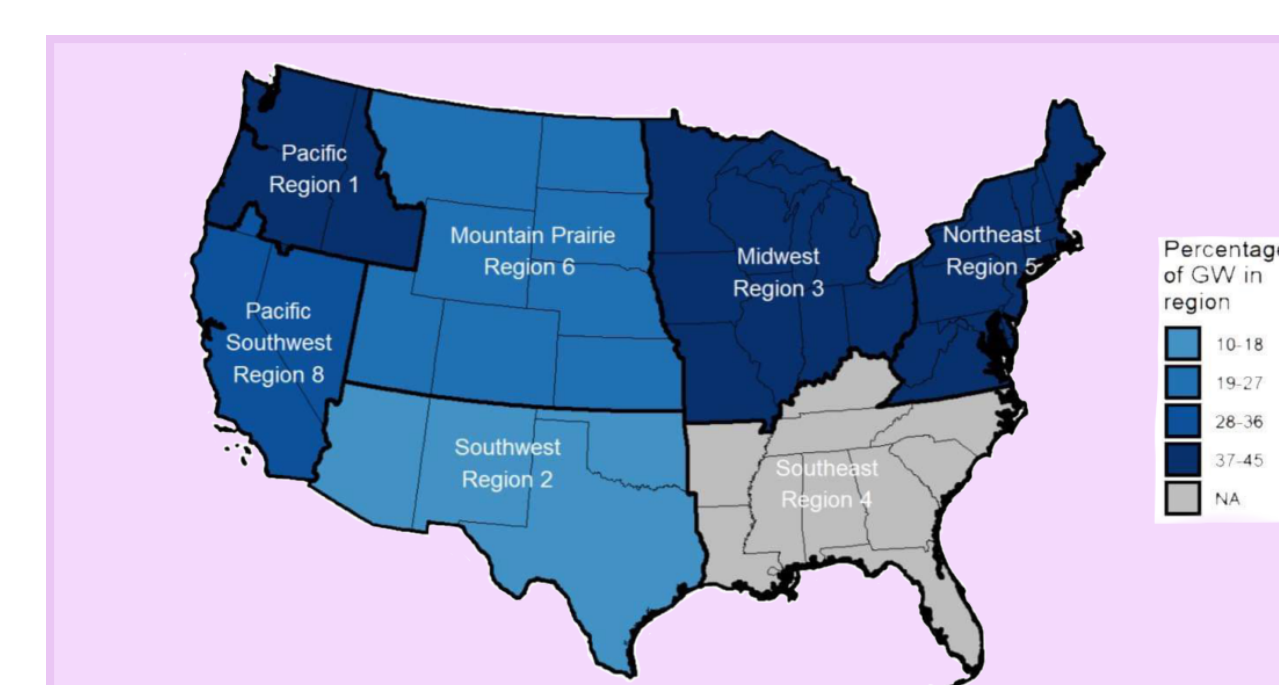 Pacific
Region 1
Mountain Prairie
Region 6
Midwest
Region 3
Northeast
Region 5
Pacific
Southwest
Region 8
Southwest
Region 2
Southeast
Region 4
Percentage
of GW in
region
10-18
19-27
28-36
37-45
NA